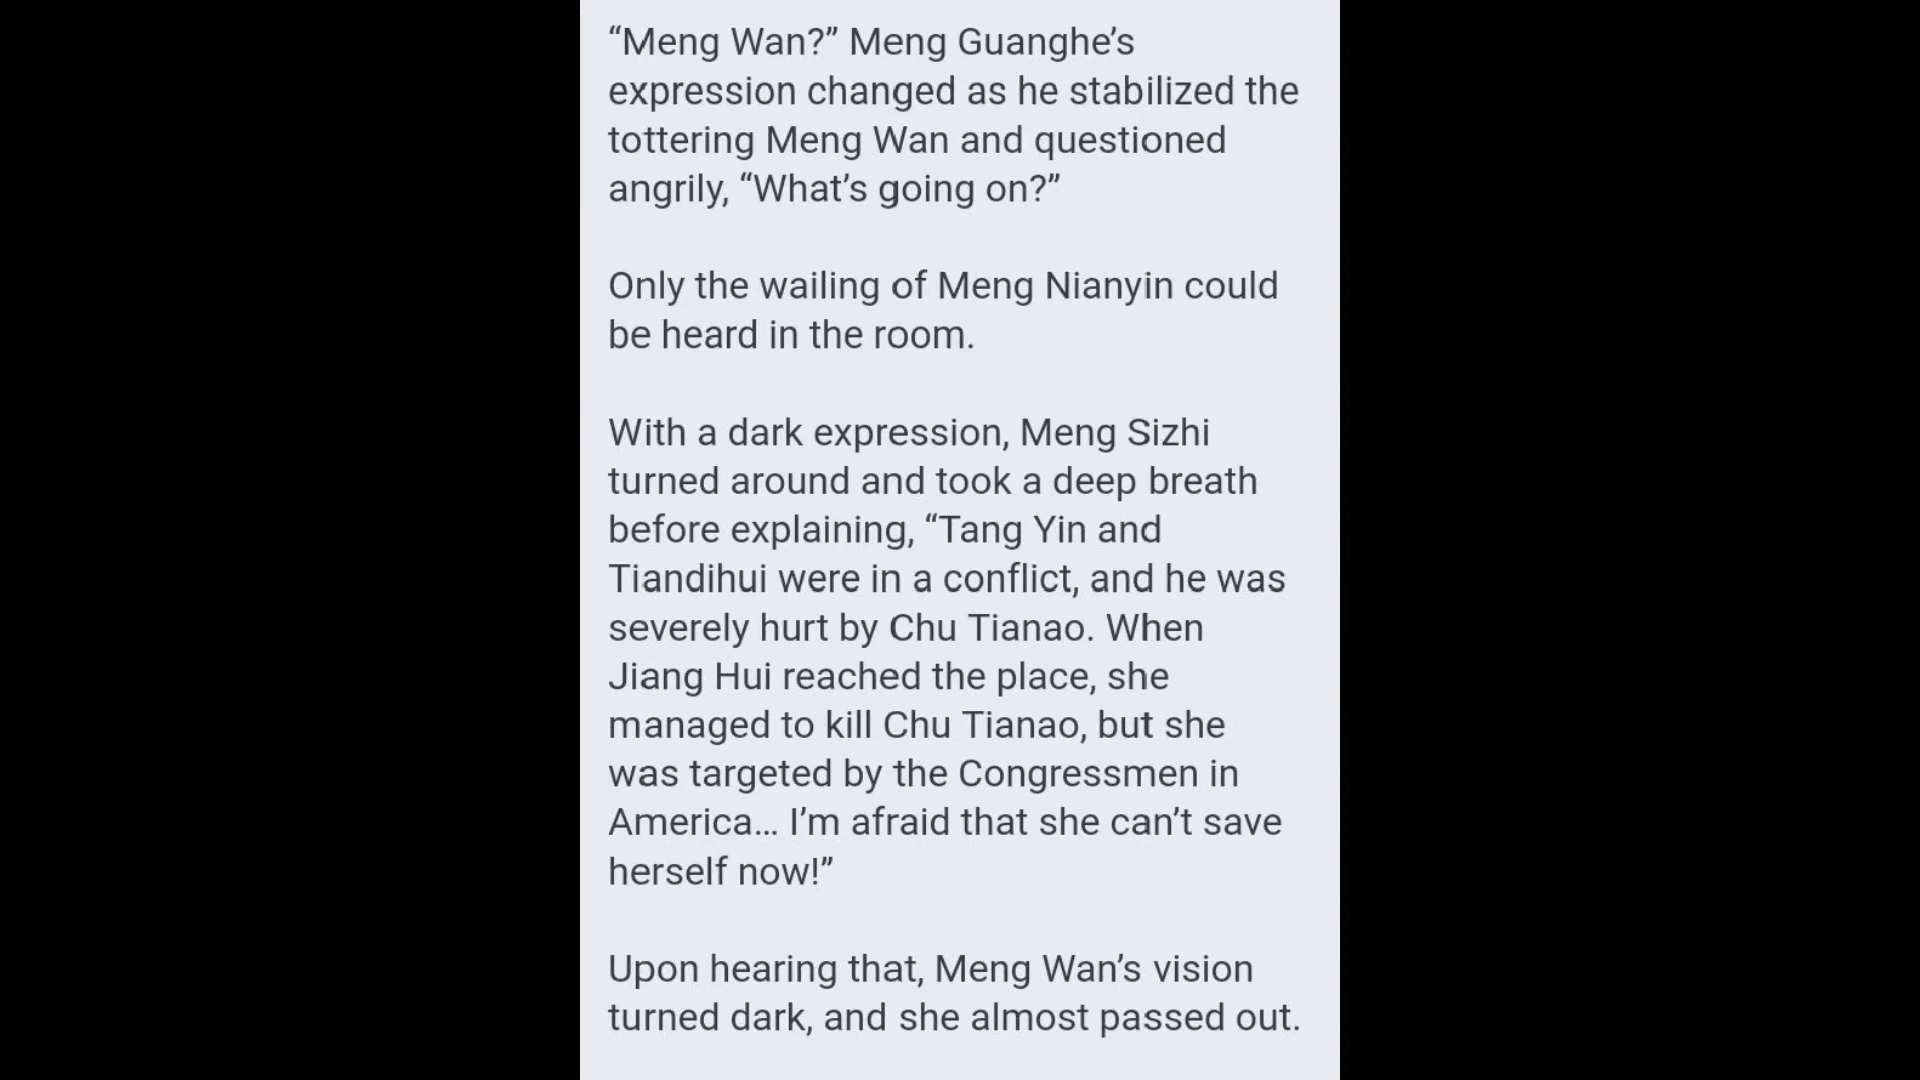 “Meng Wan?” Meng Guanghe’s
expression changed as he stabilized the
tottering Meng Wan and questioned
angrily, “What’s going on?”
Only the wailing of Meng Nianyin could
be heard in the room.
With a dark expression, Meng Sizhi
turned around and took a deep breath
before explaining, “Tang Yin and
Tiandihui were in a conflict, and he was
severely hurt by Chu Tianao. When
Jiang Hui reached the place, she
managed to kill Chu Tianao, but she
was targeted by the Congressmen in
America… I’m afraid that she can’t save
herself now!”
Upon hearing that, Meng Wan’s vision
turned dark, and she almost passed out.